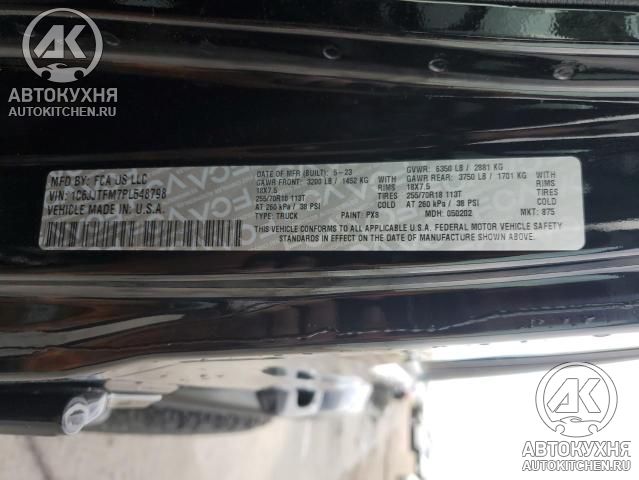 AK
АВТОКУХНЯ
AUTOKITCHEN.RU
MFD BY: FCA US LLC
VIN: 1C6JJTFM7PL548798
VEHICLE MADE IN U.S.A.
DATE OF MFR (BUILT): 5-23
GAWR FRONT: 3200 LB / 1452 KG
18X7.5
255/70R18 113T
AT 260 kPa / 38 PSI
TYPE: TRUCK
RIMS
TIRES
COLD
PAINT: PX8
GVWR: 6350 LB / 2881 KG
GAWR REAR: 3750 LB / 1701 KG
18X7.5
255/70R18 113T
AT 260 kPa / 38 PSI
MDH: 050202
RIMS
TIRES
COLD
MKT: 875
THIS VEHICLE CONFORMS TO ALL APPLICABLE U.S.A. FEDERAL MOTOR VEHICLE SAFETY
STANDARDS IN EFFECT ON THE DATE OF MANUFACTURE SHOWN ABOVE.
AK
АВТОКУХНЯ
AUTOKITCHEN.RU